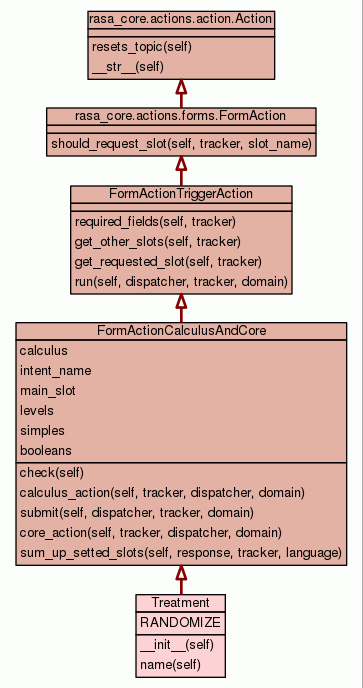 rasa_core.actions.action.Action
resets_topic(self)
__str__(self)
rasa_core.actions.forms.FormAction
should_request_slot(self, tracker, slot_name)
FormActionTriggerAction
required_fields(self, tracker)
get_other_slots(self, tracker)
get_requested_slot(self, tracker)
run(self, dispatcher, tracker, domain)
FormActionCalculusAndCore
calculus
intent_name
main_slot
levels
simples
booleans
check(self)
calculus_action(self, tracker, dispatcher, domain)
submit(self, dispatcher, tracker, domain)
core_action(self, tracker, dispatcher, domain)
sum_up_setted_slots(self, response, tracker, language)
Treatment
RANDOMIZE
__init__(self)
name(self)